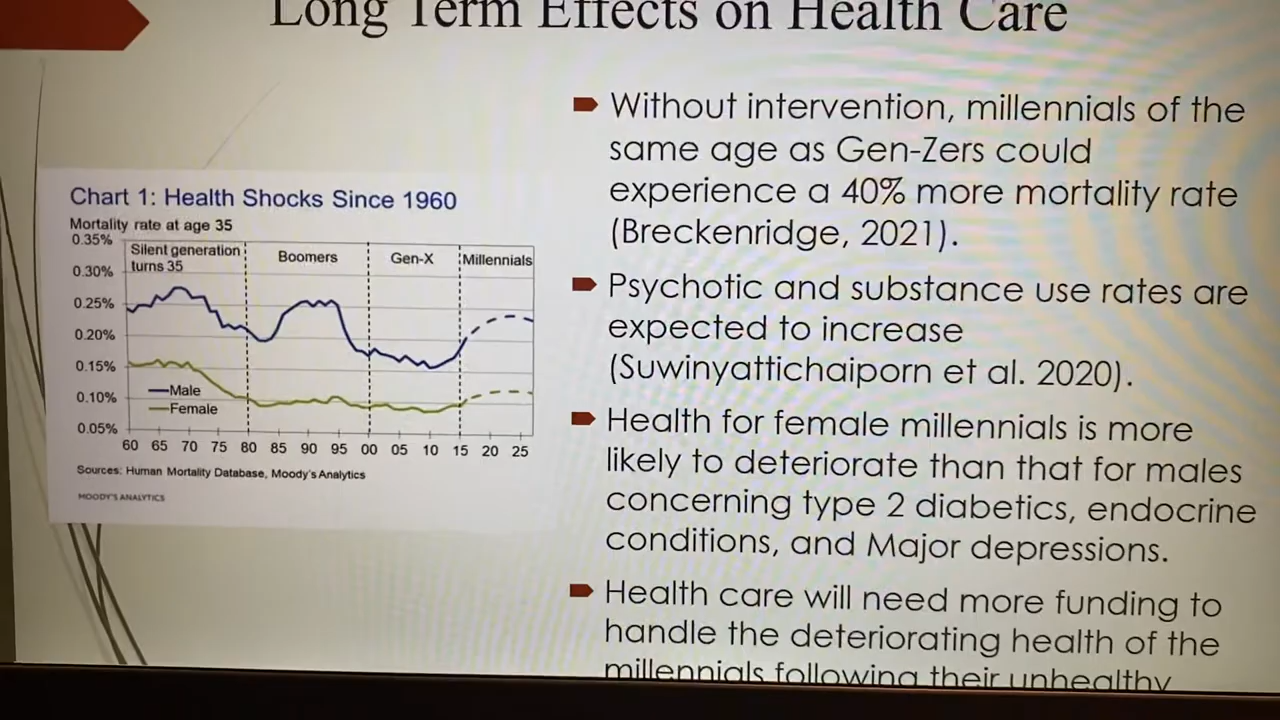 Long Term Effects on Health Care
Without intervention, millennials of the
same age as Gen-Zers could
experience a 40% more mortality rate
(Breckenridge, 2021).
Psychotic and substance use rates are
expected to increase
(Suwinyattichaiporn et al. 2020).
Health for female millennials is more
likely to deteriorate than that for males
concerning type 2 diabetics, endocrine
conditions, and Major depressions.
Health care will need more funding to
handle the deteriorating health of the
millennials following their unhealthy
Chart 1: Health Shocks Since 1960
Mortality rate at age 35
0.35%
0.30%
0.25%
0.20%
0.15%
0.10%
0.05%
Silent generation
turns 35
Boomers
Gen-X
Millennials
Male
Female
60 65 70 75 80 85 90 95 00 05 10 15 20 25
Sources: Human Mortality Database, Moody's Analytics
MOODY'S ANALYTICS